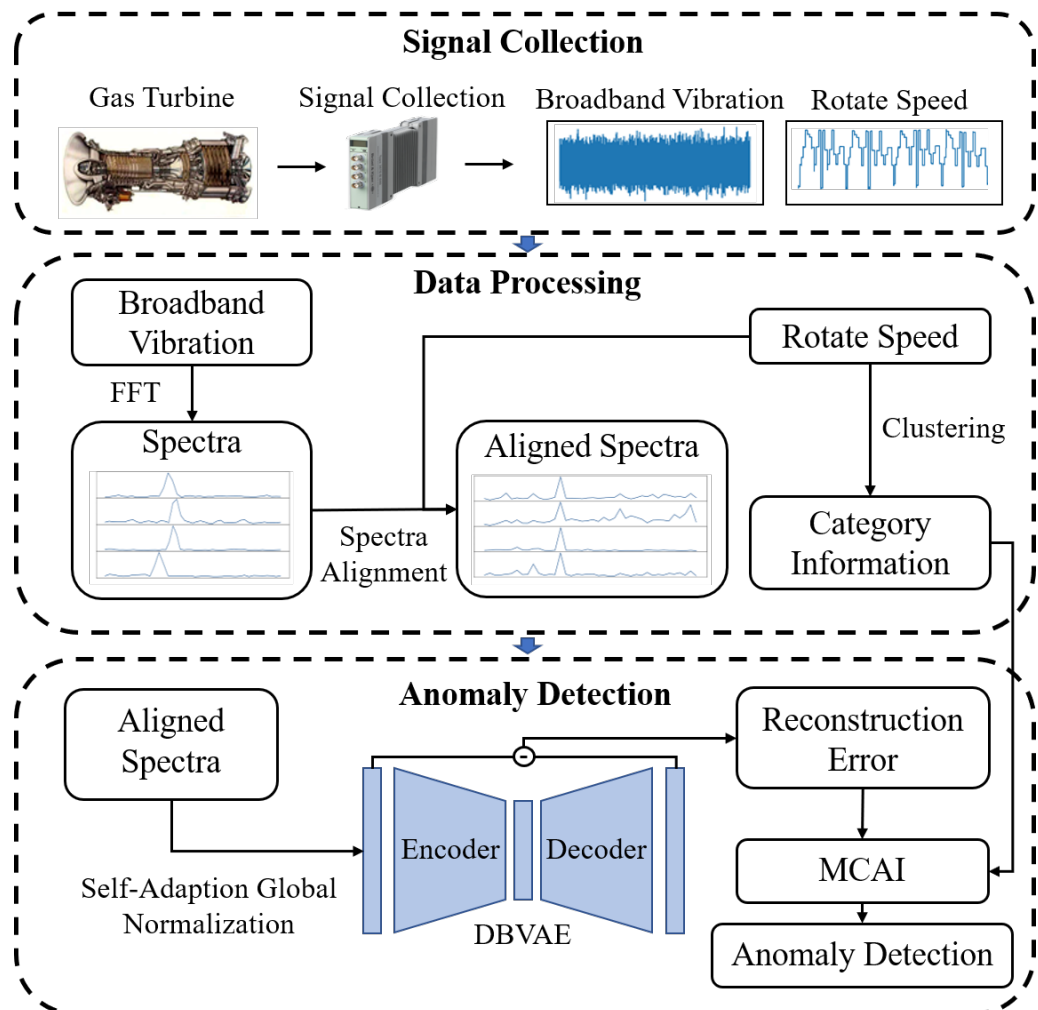 Signal Collection
Gas Turbine
Signal Collection
Broadband Vibration
Rotate Speed
Data Processing
Broadband
Vibration
Rotate Speed
FFT
Spectra
Aligned Spectra
Clustering
Spectra
Alignment
Category
Information
Anomaly Detection
Aligned
Spectra
Reconstruction
Error
-
Encoder
Decoder
MCAI
Self-Adaption Global
Normalization
DBVAE
Anomaly Detection